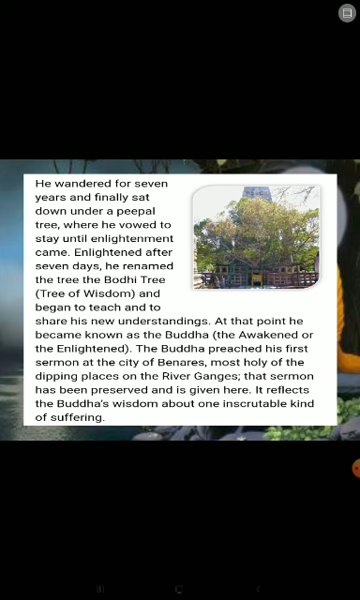 He wandered for seven
years and finally sat
down under a peepal
tree, where he vowed to
stay until enlightenment
came. Enlightened after
seven days, he renamed
the tree the Bodhi Tree
(Tree of Wisdom) and
began to teach and to
share his new understandings. At that point he
became known as the Buddha (the Awakened or
the Enlightened). The Buddha preached his first
sermon at the city of Benares, most holy of the
dipping places on the River Ganges; that sermon
has been preserved and is given here. It reflects
the Buddha's wisdom about one inscrutable kind
of suffering.